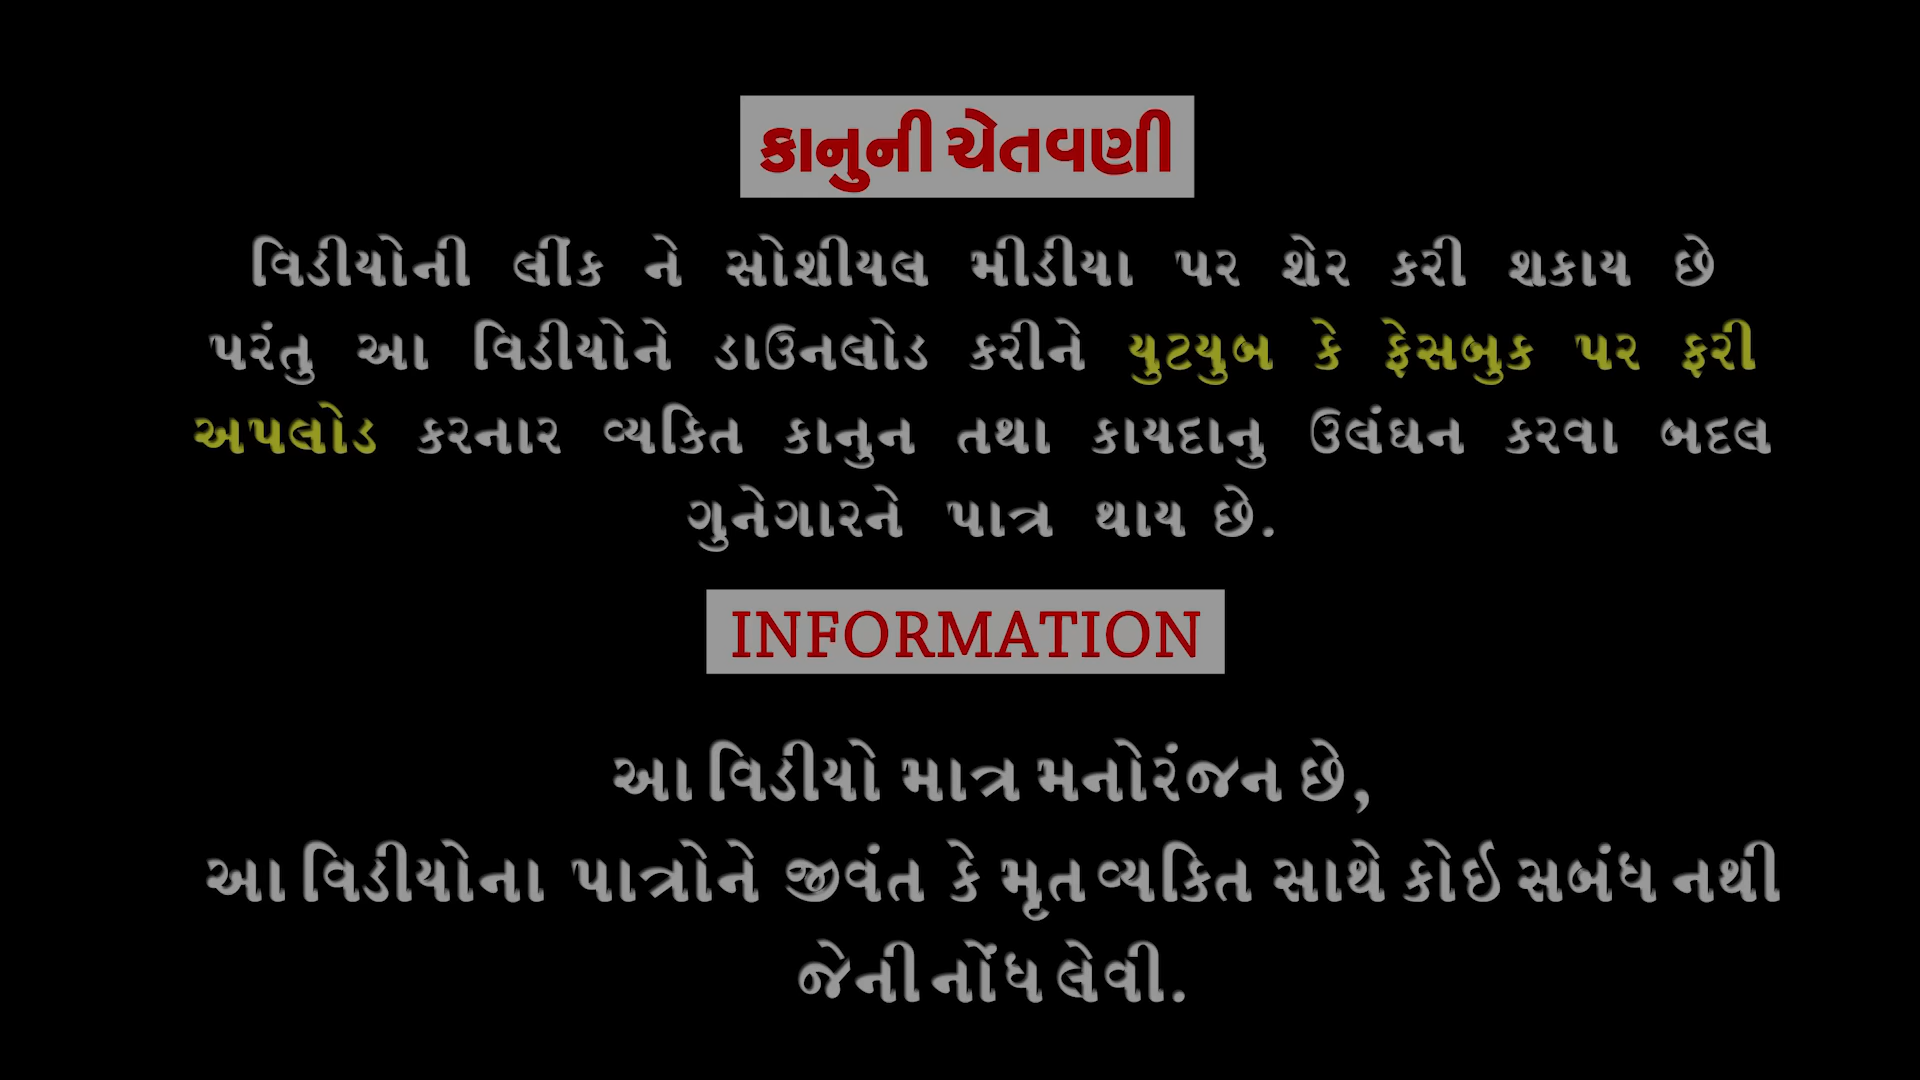 કાનુની ચેતવણી
વિડીયોની લીંક ને સોશીયલ મીડીયા પર શેર કરી શકાય છે
પરંતુ આ વિડીયોને ડાઉનલોડ કરીને યુટયુબ કે ફેસબુક પર ફરી
અપલોડ કરનાર વ્યકિત કાનુન તથા કાયદાનુ ઉલંઘન કરવા બદલ
ગુનેગારને પાત્ર થાય છે.
INFORMATION
આ વિડીયો માત્ર મનોરંજન છે,
આ વિડીયોના પાત્રોને જીવંત કે મૃત વ્યકિત સાથે કોઈ સબંધ નથી
જેની નોંધ લેવી.